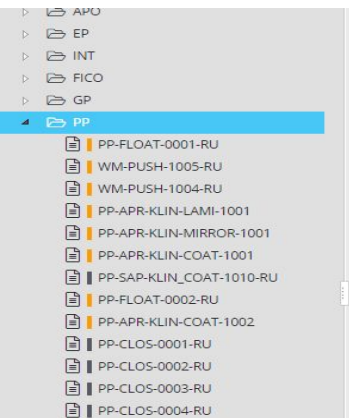 APO
EP
INT
FICO
GP
PP
PP-FLOAT-0001-RU
WM-PUSH-1005-RU
WM-PUSH-1004-RU
PP-APR-KLIN-LAMI-1001
PP-APR-KLIN-MIRROR-1001
PP-APR-KLIN-COAT-1001
PP-SAP-KLIN_COAT-1010-RU
PP-FLOAT-0002-RU
PP-APR-KLIN-COAT-1002
PP-CLOS-0001-RU
PP-CLOS-0002-RU
PP-CLOS-0003-RU
PP-CLOS-0004-RU